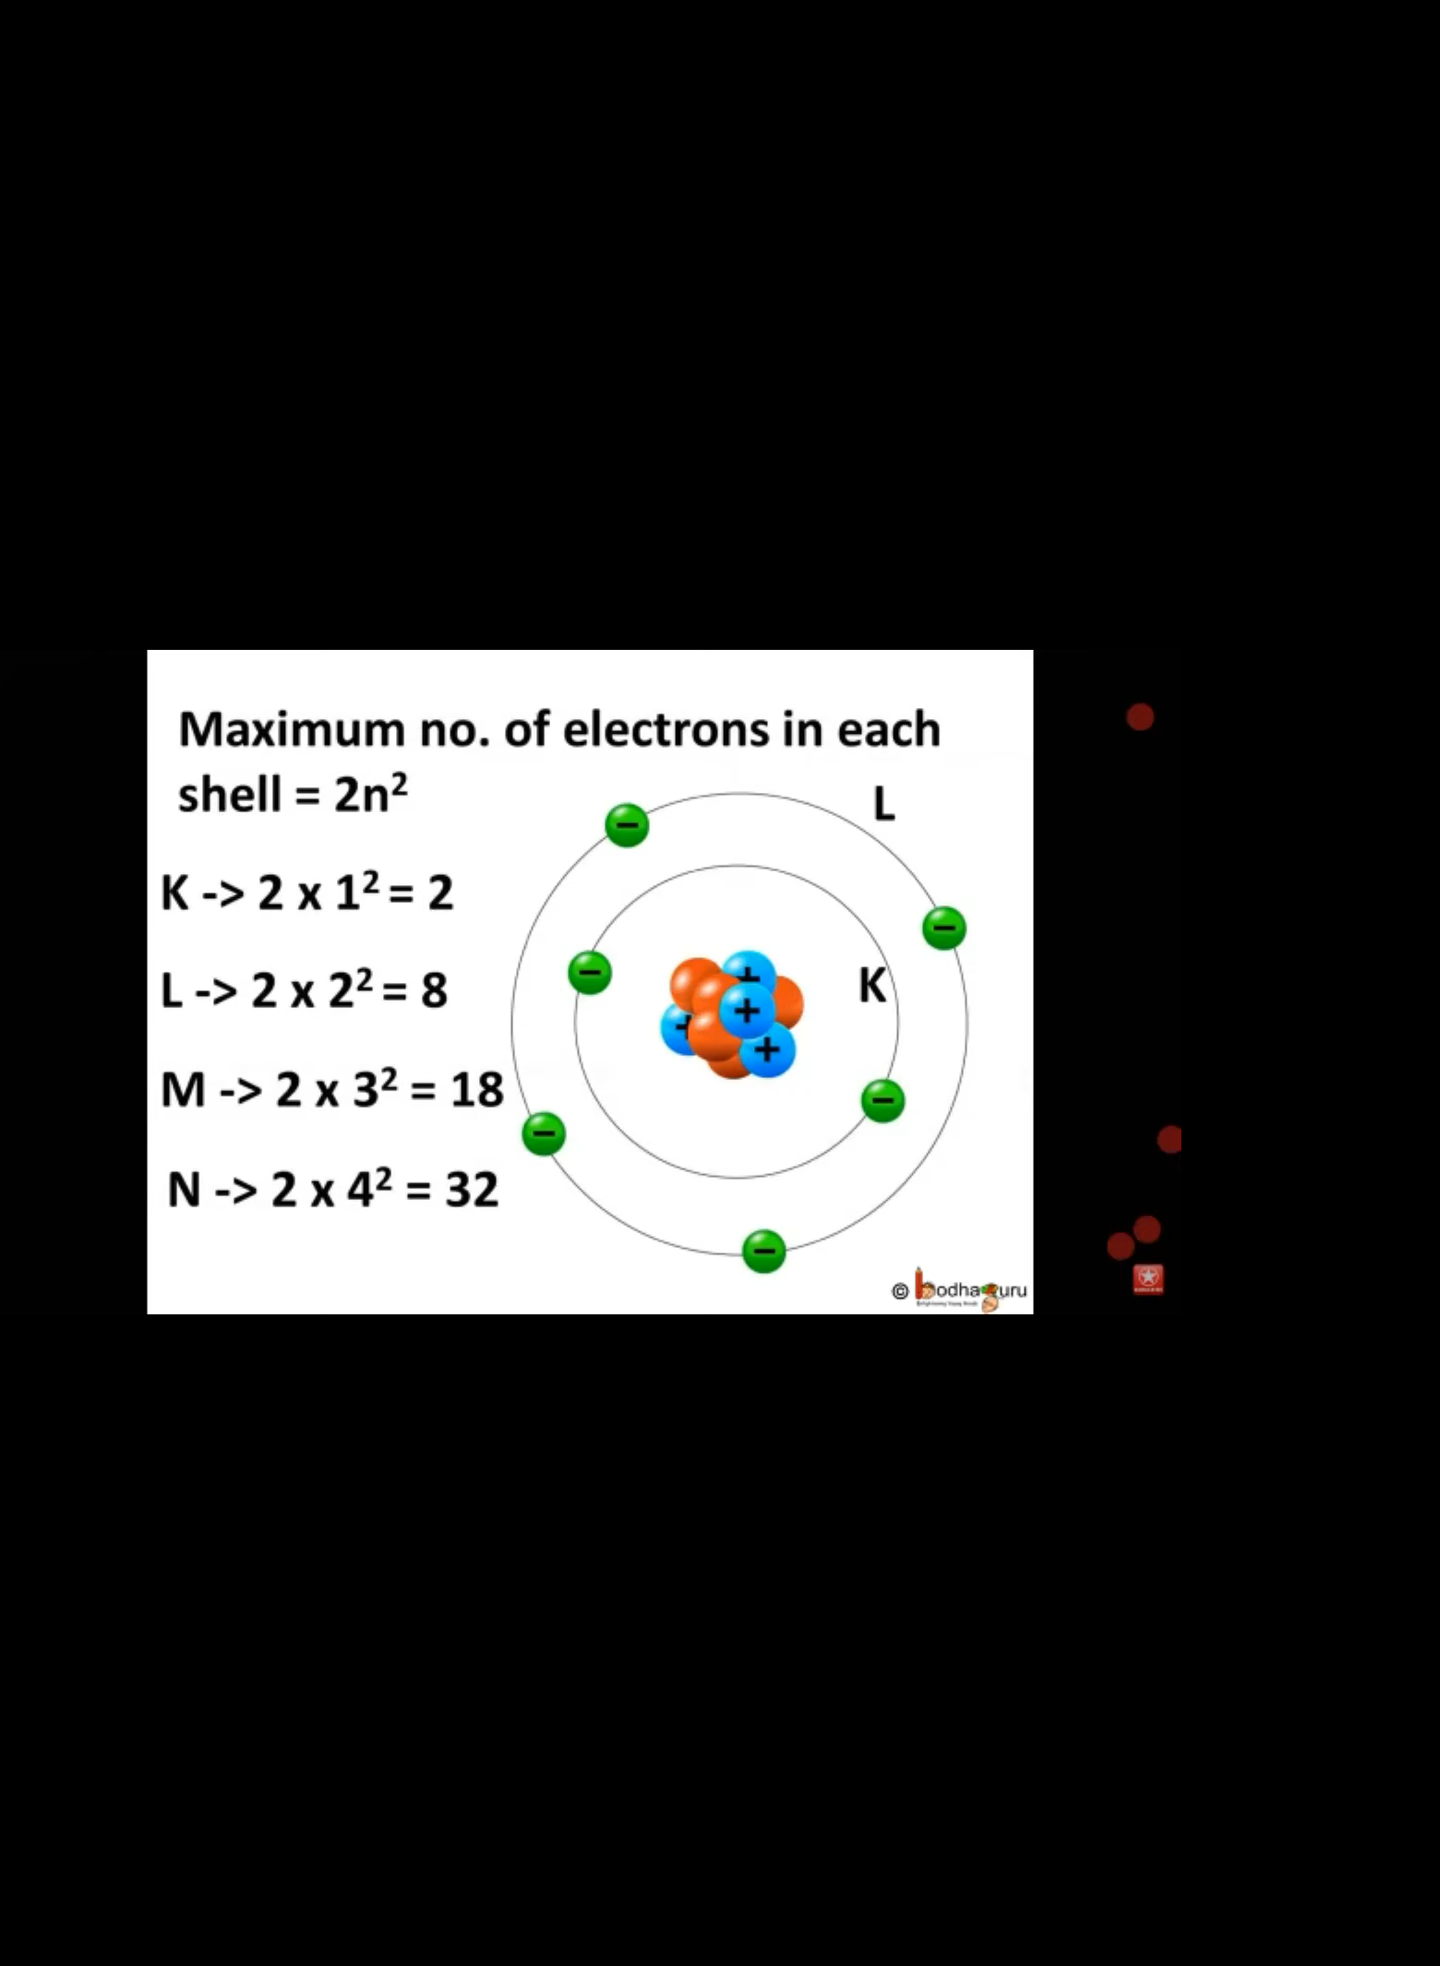 Maximum no. of electrons in each
shell = 2n²
L
K -> 2 x 1² = 2
L -> 2 x 2² = 8
K
M -> 2 x 3² = 18
N -> 2 x 4² = 32
© bodhaguru